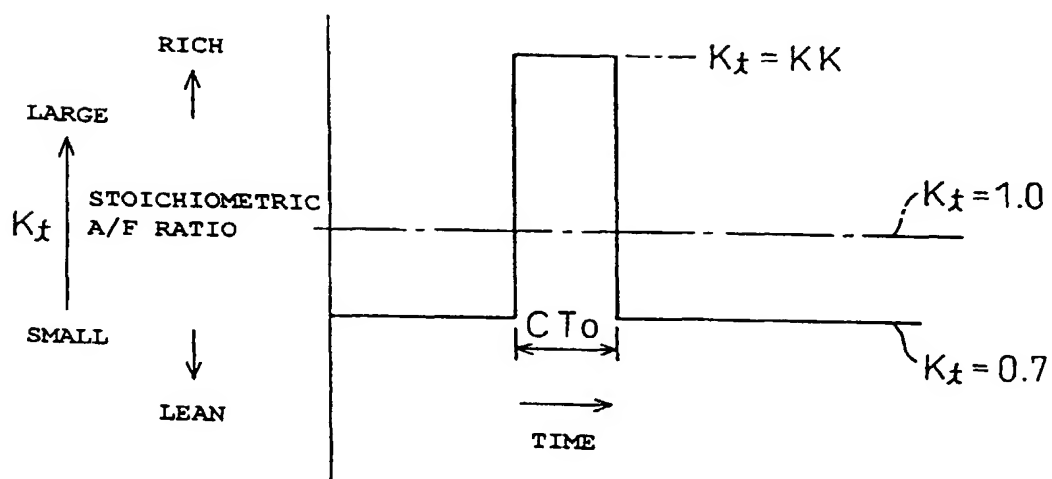 RICH
LARGE
Kt
STOICHIOMETRIC
A/F RATIO
SMALL
LEAN
Kt = KK
Kt = 1.0
CTo
Kt = 0.7
TIME